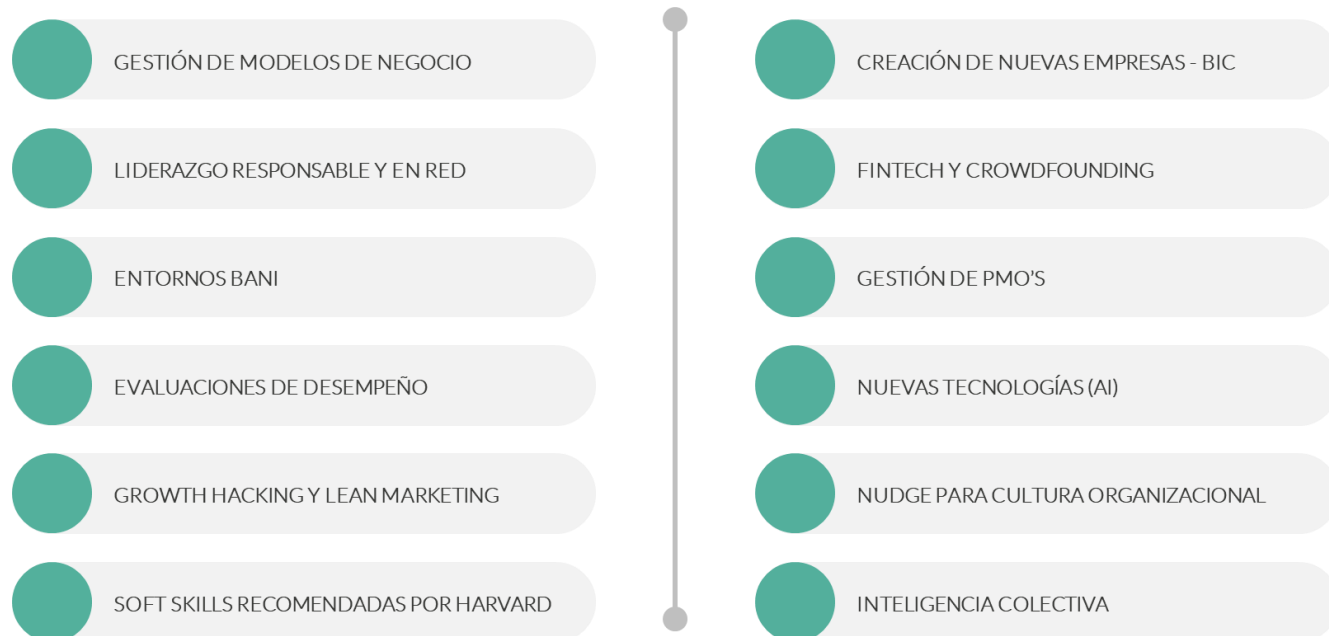 GESTIÓN DE MODELOS DE NEGOCIO
LIDERAZGO RESPONSABLE Y EN RED
ENTORNOS BANI
EVALUACIONES DE DESEMPEÑO
GROWTH HACKING Y LEAN MARKETING
SOFT SKILLS RECOMENDADAS POR HARVARD
CREACIÓN DE NUEVAS EMPRESAS - BIC
FINTECH Y CROWDFOUNDING
GESTIÓN DE PMO'S
NUEVAS TECNOLOGÍAS (AI)
NUDGE PARA CULTURA ORGANIZACIONAL
INTELIGENCIA COLECTIVA